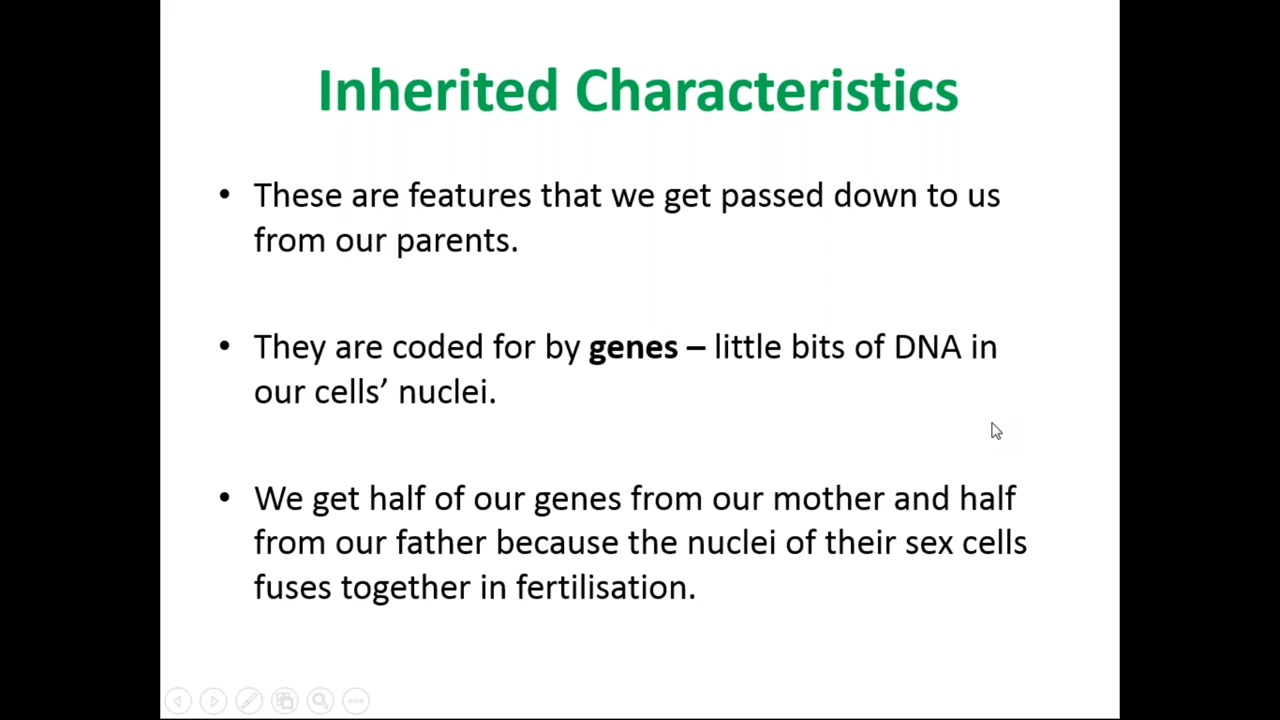 Inherited Characteristics
• These are features that we get passed down to us
from our parents.
• They are coded for by genes – little bits of DNA in
our cells’ nuclei.
• We get half of our genes from our mother and half
from our father because the nuclei of their sex cells
fuses together in fertilisation.